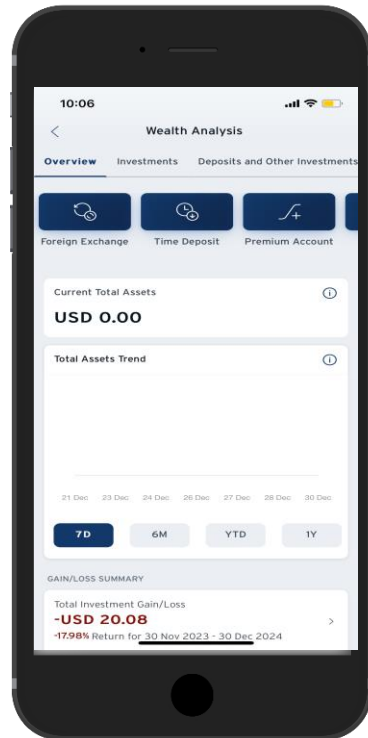 10:06
Wealth Analysis
Overview Investments Deposits and Other Investments
Foreign Exchange Time Deposit Premium Account
Current Total Assets
USD 0.00
Total Assets Trend
21 Dec 23 Dec 24 Dec 26 Dec 27 Dec 28 Dec 30 Dec
7D 6M YTD 1Y
GAIN/LOSS SUMMARY
Total Investment Gain/Loss
-USD 20.08
-17.98% Return for 30 Nov 2023 - 30 Dec 2024